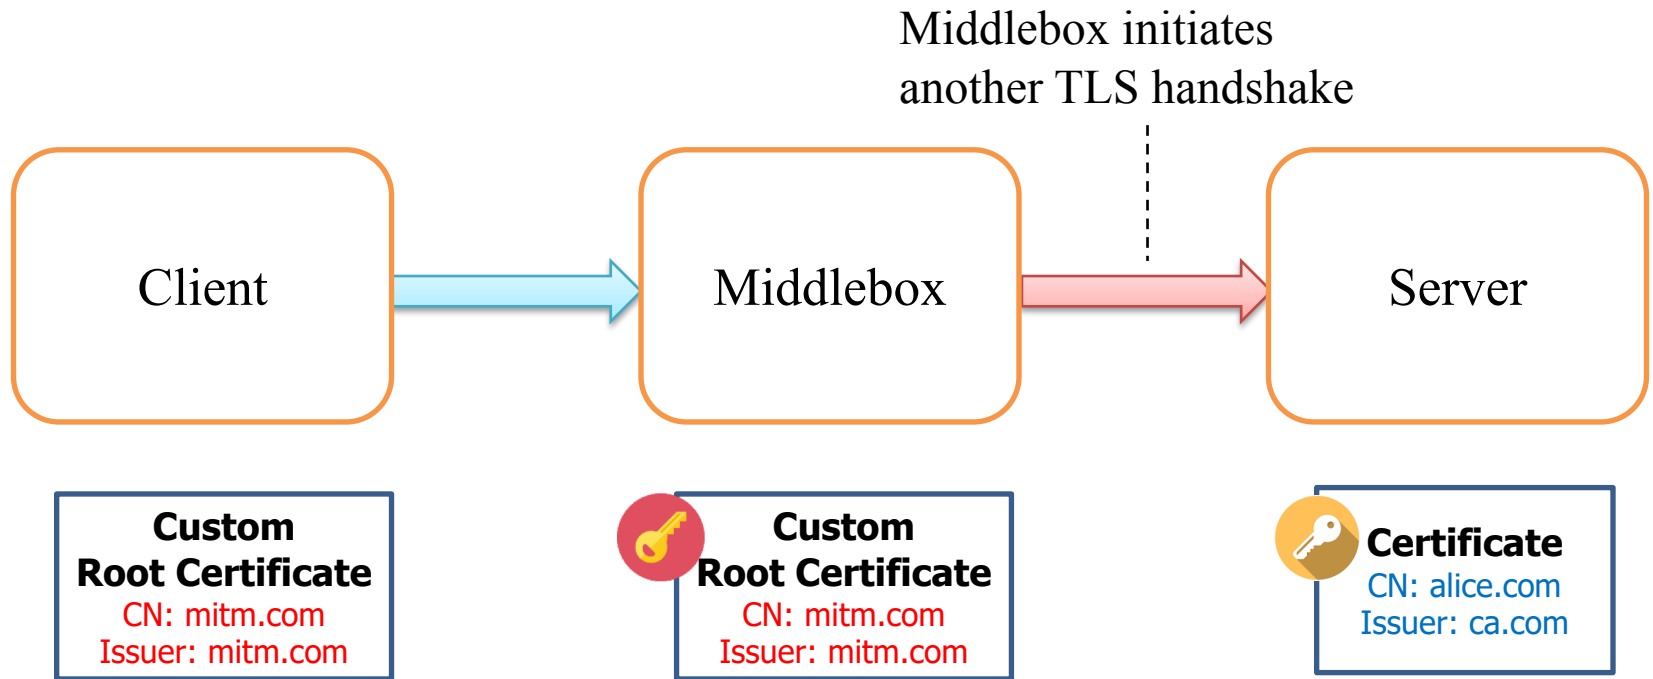 Middlebox initiates
another TLS handshake
Client
Middlebox
Server
Custom
Root Certificate
CN: mitm.com
Issuer: mitm.com
Custom
Root Certificate
CN: mitm.com
Issuer: mitm.com
Certificate
CN: alice.com
Issuer: ca.com